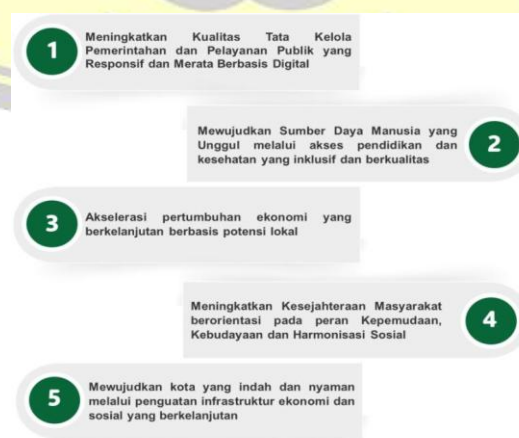 1
Meningkatkan Kualitas Tata Kelola
Pemerintahan dan Pelayanan Publik yang
Responsif dan Merata Berbasis Digital
Mewujudkan Sumber Daya Manusia yang
Unggul melalui akses pendidikan dan
kesehatan yang inklusif dan berkualitas
2
3
Akselerasi pertumbuhan ekonomi yang
berkelanjutan berbasis potensi lokal
Meningkatkan Kesejahteraan Masyarakat
berorientasi pada peran Kepemudaan,
Kebudayaan dan Harmonisasi Sosial
4
5
Mewujudkan kota yang indah dan nyaman
melalui penguatan infrastruktur ekonomi dan
sosial yang berkelanjutan